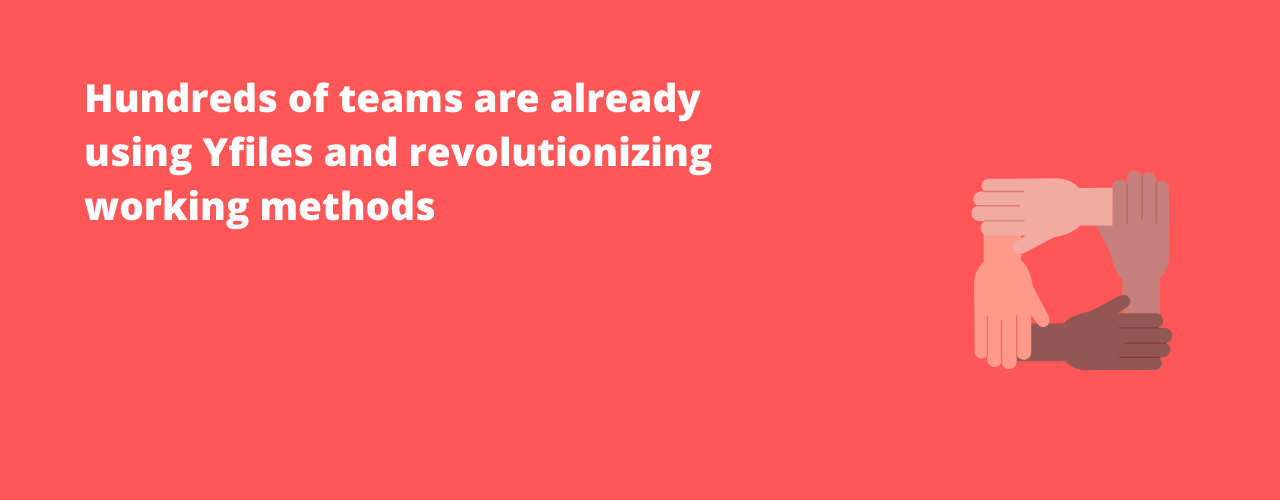 Hundreds of teams are already
using Yfiles and revolutionizing
working methods